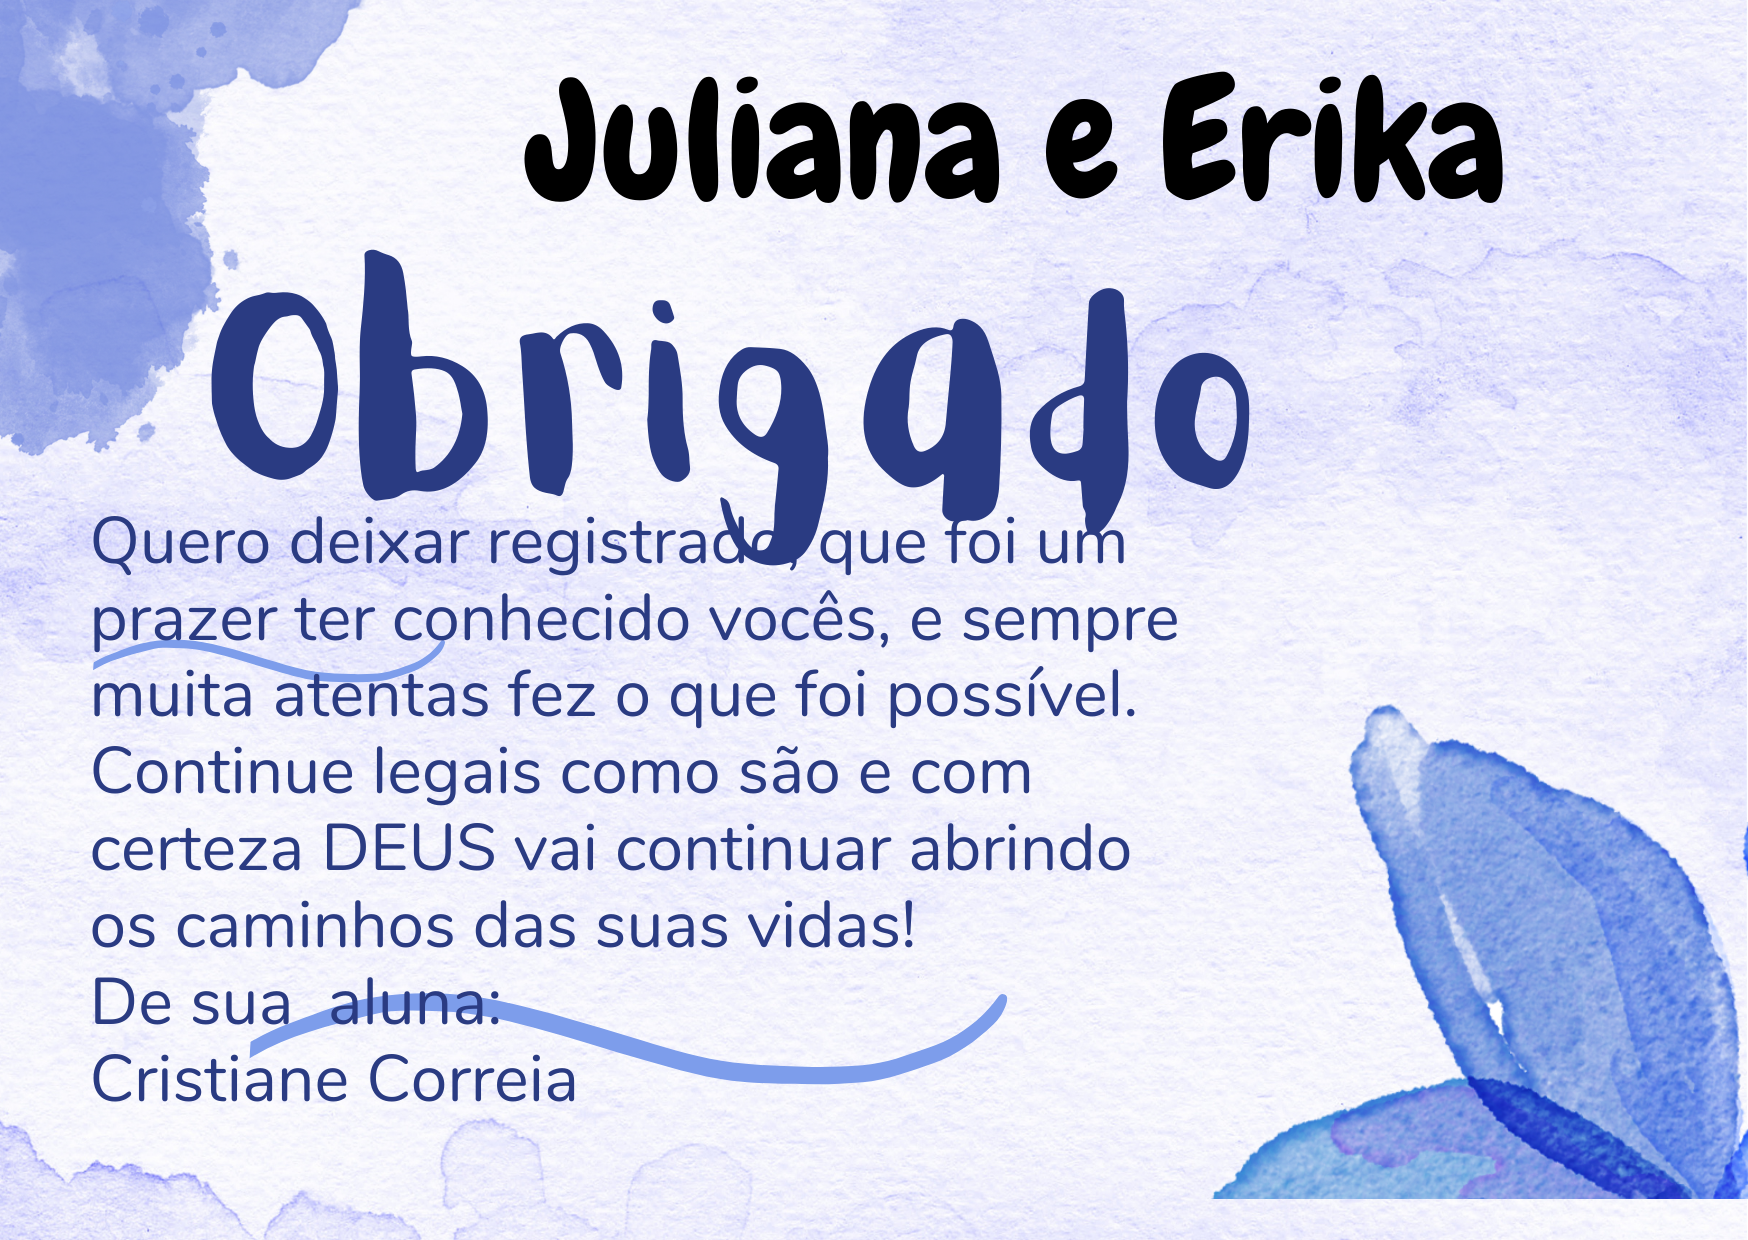 Juliana e Erika
Obrigado
Quero deixar registrado, que foi um
prazer ter conhecido vocês, e sempre
muita atentas fez o que foi possível.
Continue legais como são e com
certeza DEUS vai continuar abrindo
os caminhos das suas vidas!
De sua  aluna:
Cristiane Correia